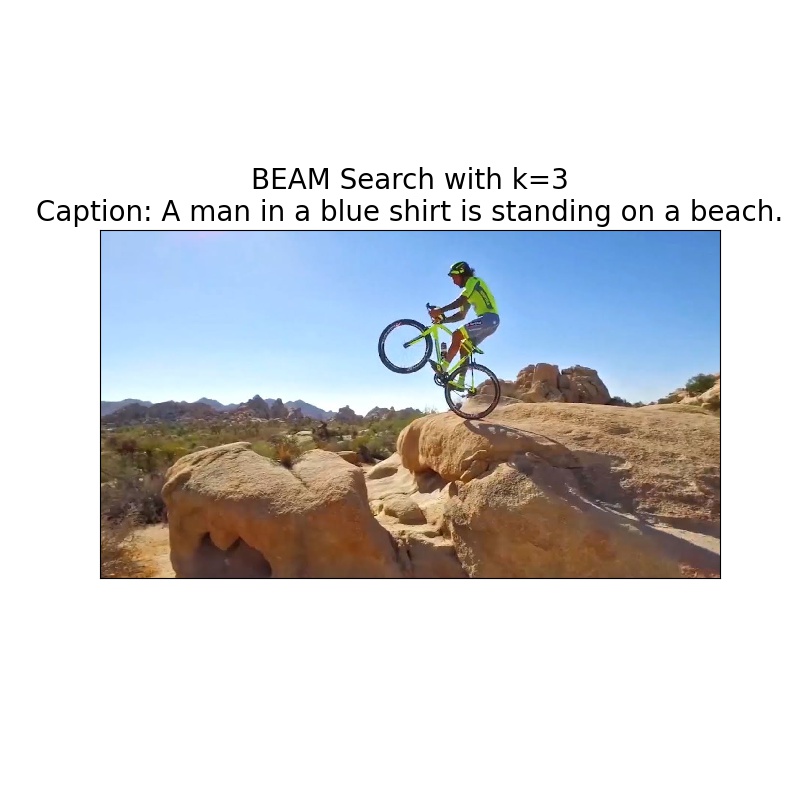 BEAM Search with k=3
Caption: A man in a blue shirt is standing on a beach.